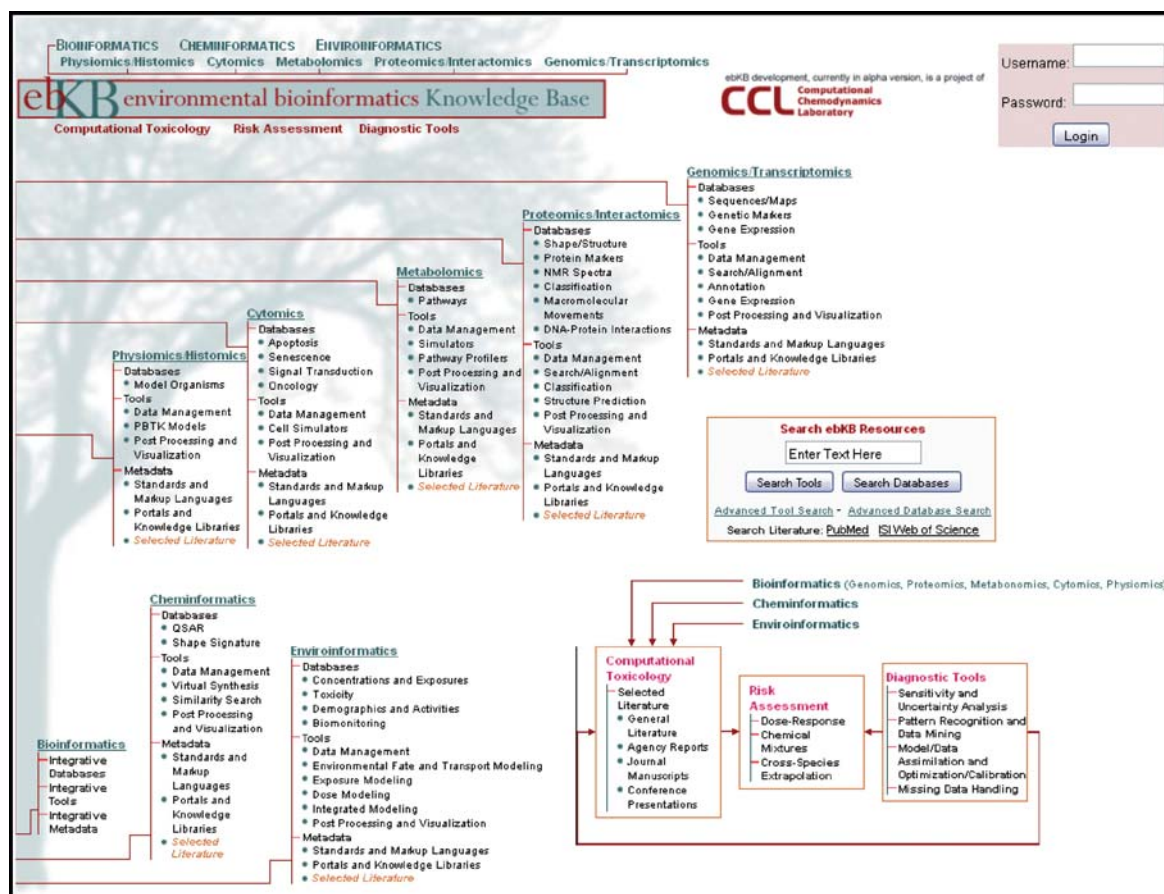 BIOINFORMATICS CHEMINFORMATICS ENVIROINFORMATICS
Physiomics/Histomics Cytomics Metabolomics Proteomics/Interactomics Genomics/Transcriptomics
ebKB environmental bioinformatics Knowledge Base
Computational Toxicology Risk Assessment Diagnostic Tools
ebKB development, currently in alpha version, is a project of
CCL Computational
Chemodynamics
Laboratory
Username:
Password:
Login
Genomics/Transcriptomics
Databases
Sequences/Maps
Genetic Markers
Gene Expression
Tools
Data Management
Search/Alignment
Annotation
Gene Expression
Post Processing and Visualization
Metadata
Standards and Markup Languages
Portals and Knowledge Libraries
Selected Literature
Proteomics/Interactomics
Databases
Shape/Structure
Protein Markers
NMR Spectra
Classification
Macromolecular
Movements
DNA-Protein Interactions
Tools
Data Management
Search/Alignment
Classification
Structure Prediction
Post Processing and
Visualization
Metadata
Standards and Markup
Languages
Portals and Knowledge
Libraries
Selected Literature
Metabolomics
Databases
Pathways
Tools
Data Management
Simulators
Pathway Profilers
Post Processing and
Visualization
Metadata
Standards and
Markup Languages
Portals and
Knowledge
Libraries
Selected Literature
Cytomics
Databases
Apoptosis
Senescence
Signal Transduction
Oncology
Tools
Data Management
Cell Simulators
Post Processing and
Visualization
Metadata
Standards and Markup
Languages
Portals and Knowledge
Libraries
Selected Literature
Physiomics/Histomics
Databases
Model Organisms
Tools
Data Management
PBTK Models
Post Processing and
Visualization
Metadata
Standards and
Markup Languages
Portals and
Knowledge Libraries
Selected Literature
Search ebKB Resources
Enter Text Here
Search Tools Search Databases
Advanced Tool Search - Advanced Database Search
Search Literature: PubMed ISI Web of Science
Bioinformatics
Integrative
Databases
Integrative
Tools
Integrative
Metadata
Cheminformatics
Databases
QSAR
Shape Signature
Tools
Data Management
Virtual Synthesis
Similarity Search
Post Processing
and Visualization
Metadata
Standards and
Markup
Languages
Portals and
Knowledge
Libraries
Selected
Literature
Enviroinformatics
Databases
Concentrations and Exposures
Toxicity
Demographics and Activities
Biomonitoring
Tools
Data Management
Environmental Fate and Transport Modeling
Exposure Modeling
Dose Modeling
Integrated Modeling
Post Processing and Visualization
Metadata
Standards and Markup Languages
Portals and Knowledge Libraries
Selected Literature
Bioinformatics (Genomics, Proteomics, Metabonomics, Cytomics, Physiomics)
Cheminformatics
Enviroinformatics
Computational
Toxicology
Selected
Literature
General
Literature
Agency Reports
Journal
Manuscripts
Conference
Presentations
Risk
Assessment
Dose-Response
Chemical
Mixtures
Cross-Species
Extrapolation
Diagnostic Tools
Sensitivity and
Uncertainty Analysis
Pattern Recognition and
Data Mining
Model/Data
Assimilation and
Optimization/Calibration
Missing Data Handling